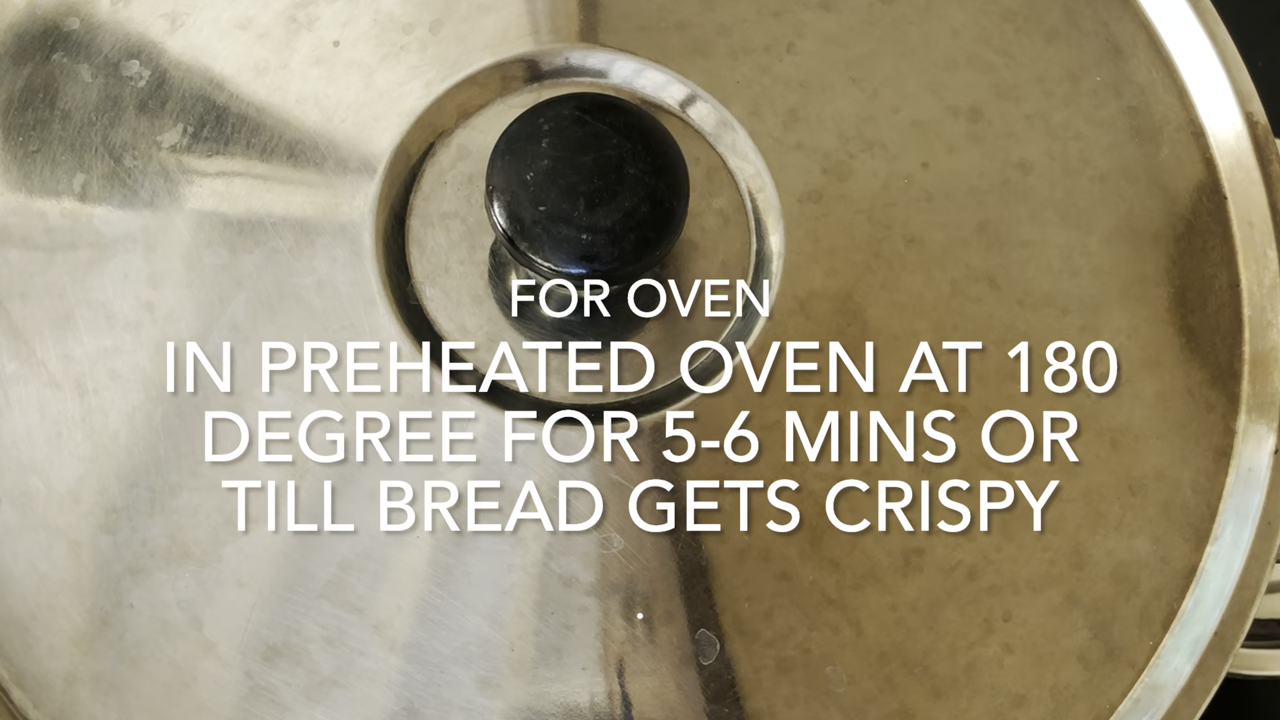 FOR OVEN
IN PREHEATED OVEN AT 180
DEGREE FOR 5-6 MINS OR
TILL BREAD GETS CRISPY